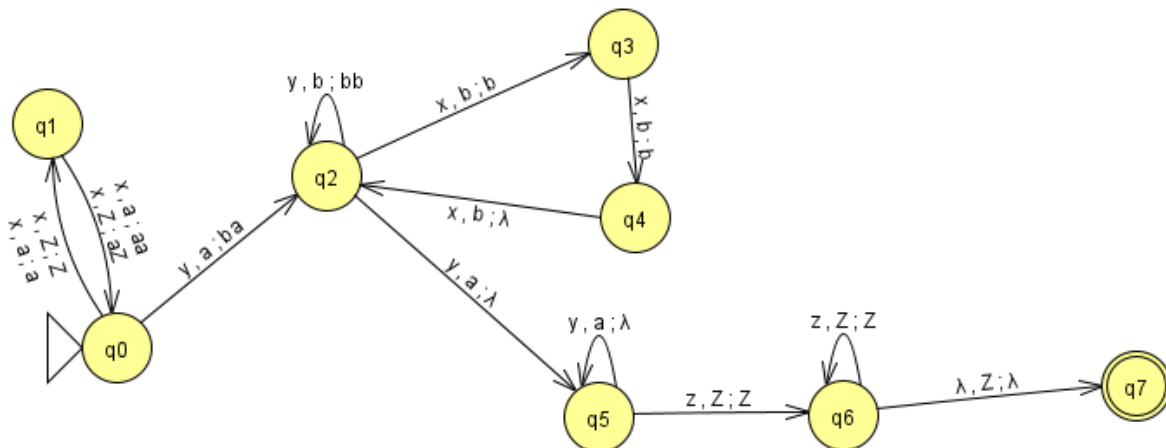 q3
y , b ; bb
x , b ; b
q1
x , b ; b
q2
x , a ; aa
x , Z ; aZ
x , b ; λ
q4
x , Z ; Z
x , a ; a
y , a ; ba
y , a ; λ
q0
y , a ; λ
z , Z ; Z
λ , Z ; λ
q7
q5
z , Z ; Z
q6